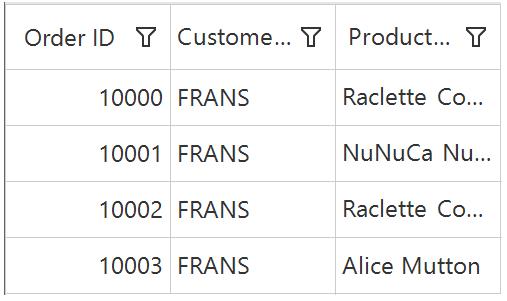 Order ID Custome... Product...
10000 FRANS Raclette Co...
10001 FRANS NuNuCa Nu...
10002 FRANS Raclette Co...
10003 FRANS Alice Mutton